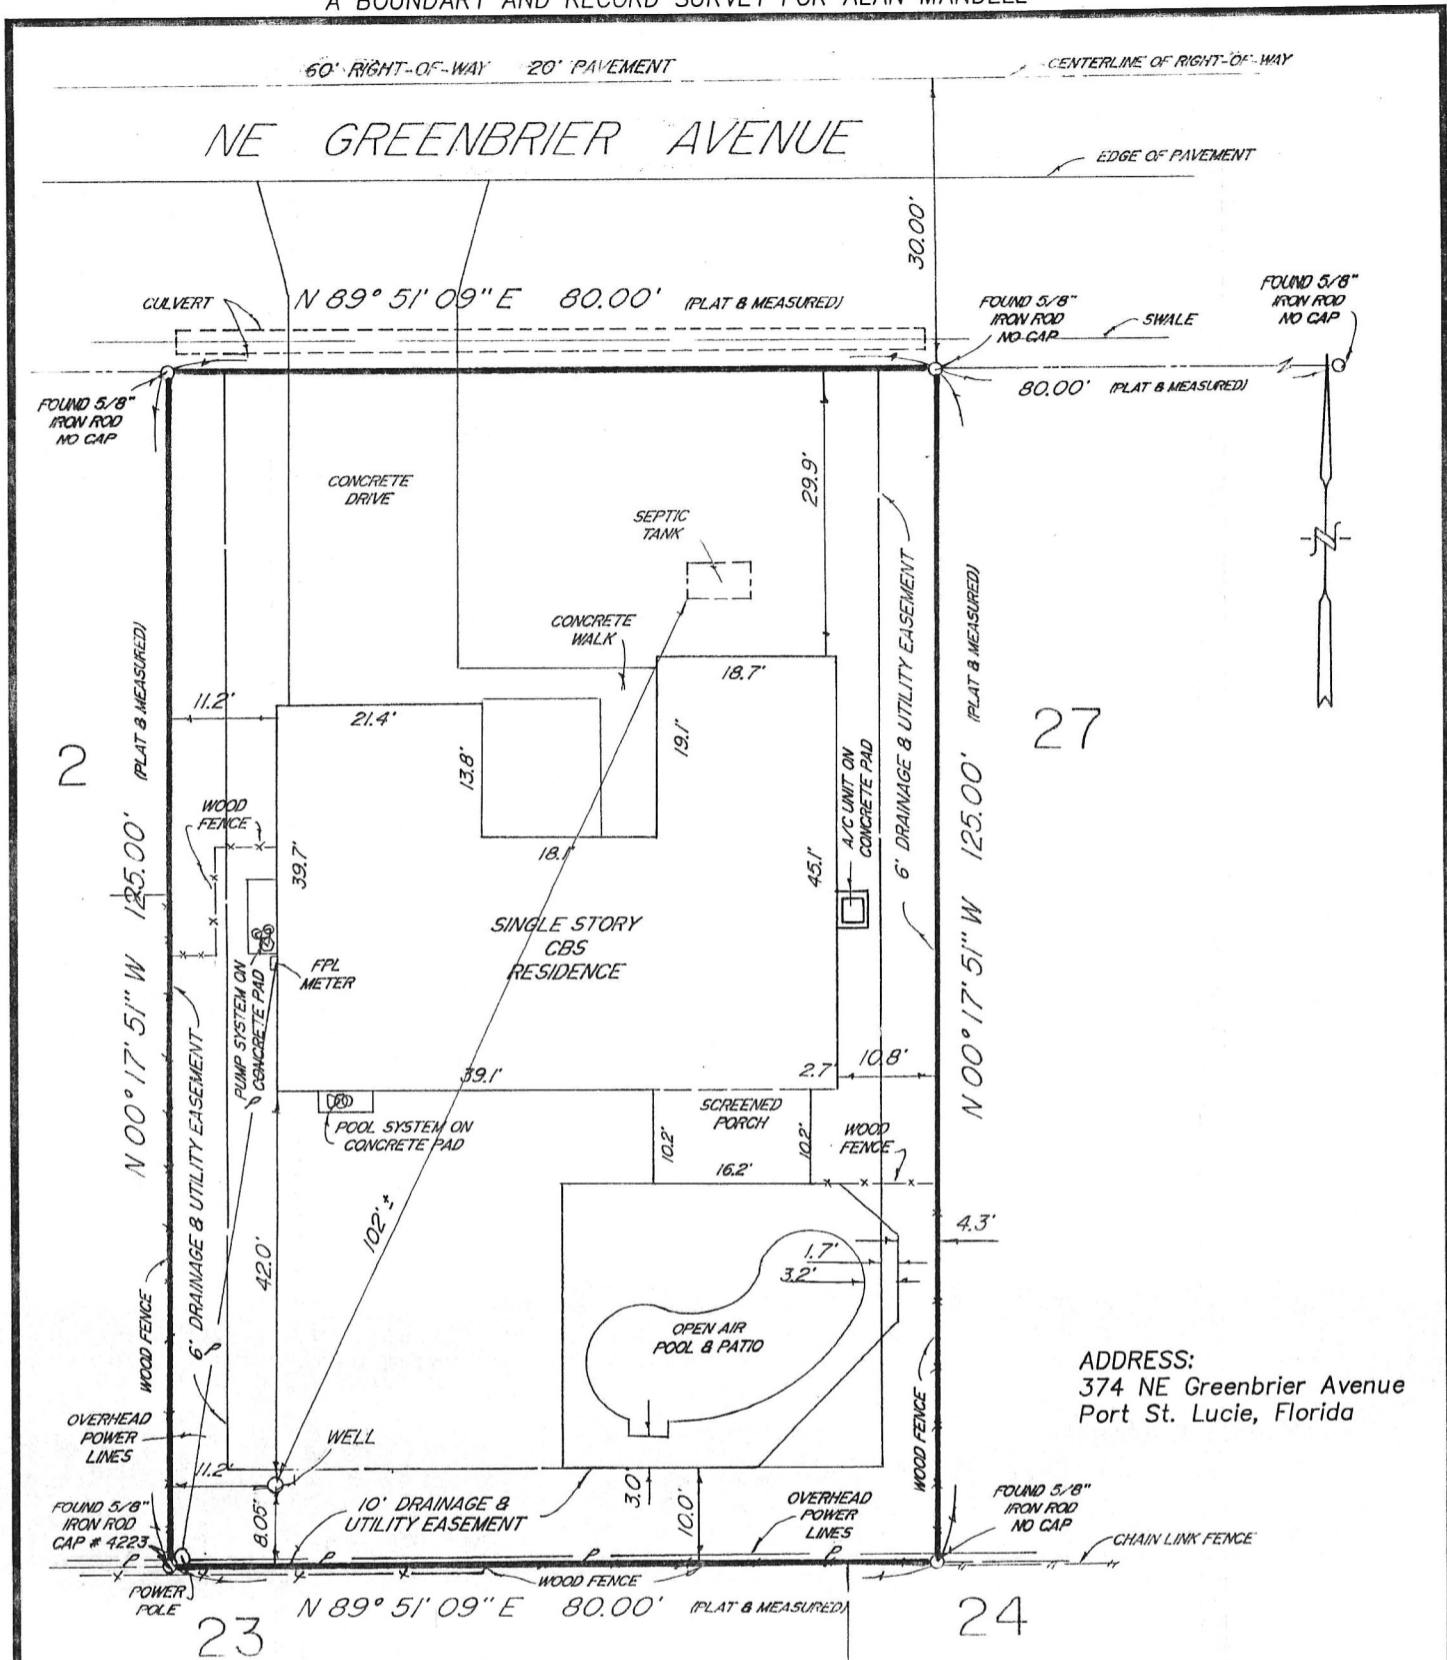 A BOUNDARY AND RECORD SURVEY FOR ALAN MANDELL
60' RIGHT-OF-WAY 20' PAVEMENT
CENTERLINE OF RIGHT-OF-WAY
NE GREENBRIER AVENUE
EDGE OF PAVEMENT
30.00'
CULVERT
N 89° 51' 09" E 80.00' (PLAT & MEASURED)
FOUND 5/8"
IRON ROD
NO CAP
SWALE
FOUND 5/8"
IRON ROD
NO CAP
80.00' (PLAT & MEASURED)
FOUND 5/8"
IRON ROD
NO CAP
CONCRETE
DRIVE
29.9'
SEPTIC
TANK
CONCRETE
WALK
N
18.7'
11.2'
21.4'
13.8'
19.1'
2
27
N 00° 17' 51" W 125.00' (PLAT & MEASURED)
6' DRAINAGE & UTILITY EASEMENT
N 00° 17' 51" W 125.00' (PLAT & MEASURED)
WOOD
FENCE
39.7'
18.1'
45.1'
A/C UNIT ON
CONCRETE PAD
SINGLE STORY
CBS
RESIDENCE
FPL
METER
PUMP SYSTEM ON
CONCRETE PAD
6' DRAINAGE & UTILITY EASEMENT
39.1'
2.7'
10.8'
POOL SYSTEM ON
CONCRETE PAD
SCREENED
PORCH
10.2'
10.2'
16.2'
WOOD
FENCE
P
102' ±
42.0'
4.3'
1.7'
3.2'
OPEN AIR
POOL & PATIO
WOOD FENCE
P
WOOD FENCE
ADDRESS:
374 NE Greenbrier Avenue
Port St. Lucie, Florida
OVERHEAD
POWER
LINES
WELL
11.2'
8.05'
10' DRAINAGE &
UTILITY EASEMENT
3.0'
10.0'
OVERHEAD
POWER
LINES
FOUND 5/8"
IRON ROD
NO CAP
CHAIN LINK FENCE
FOUND 5/8"
IRON ROD
CAP # 4223
P P P P
POWER
POLE
WOOD FENCE
N 89° 51' 09" E 80.00' (PLAT & MEASURED)
23
24